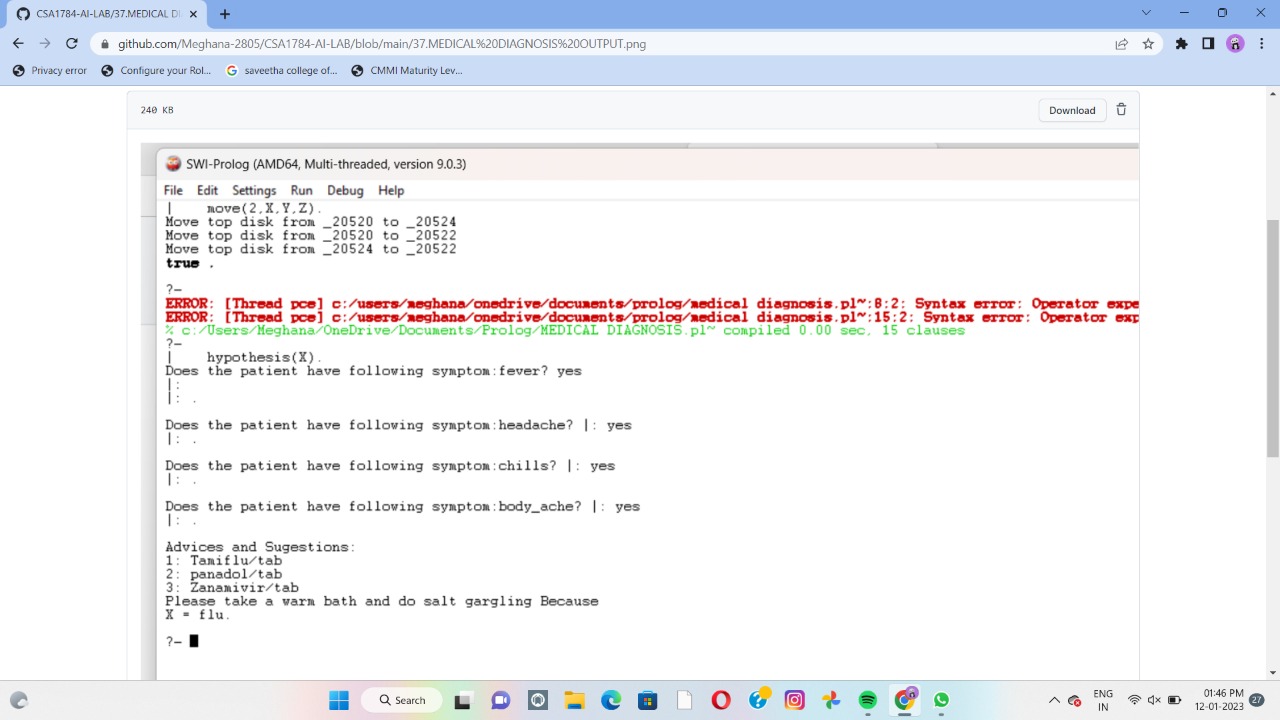 CSA1784-AI-LAB/37.MEDICAL DI
github.com/Meghana-2805/CSA1784-AI-LAB/blob/main/37.MEDICAL%20DIAGNOSIS%20OUTPUT.png
Privacy error
Configure your Rol...
saveetha college of...
CMMI Maturity Lev...
240 KB
Download
SWI-Prolog (AMD64, Multi-threaded, version 9.0.3)
File Edit Settings Run Debug Help
|    move(2,X,Y,Z).
Move top disk from _20520 to _20524
Move top disk from _20520 to _20522
Move top disk from _20524 to _20522
true .
?-
ERROR: [Thread pce] c:/users/meghana/onedrive/documents/prolog/medical diagnosis.pl~:8:2: Syntax error: Operator expe
ERROR: [Thread pce] c:/users/meghana/onedrive/documents/prolog/medical diagnosis.pl~:15:2: Syntax error: Operator exp
% c:/Users/Meghana/OneDrive/Documents/Prolog/MEDICAL DIAGNOSIS.pl~ compiled 0.00 sec, 15 clauses
?-
|    hypothesis(X).
Does the patient have following symptom:fever? yes
|:
|: .
Does the patient have following symptom:headache? |: yes
|: .
Does the patient have following symptom:chills? |: yes
|: .
Does the patient have following symptom:body_ache? |: yes
|: .
Advices and Sugestions:
1: Tamiflu/tab
2: panadol/tab
3: Zanamivir/tab
Please take a warm bath and do salt gargling Because
X = flu.
?-
Search
ENG
IN
01:46 PM
12-01-2023
27